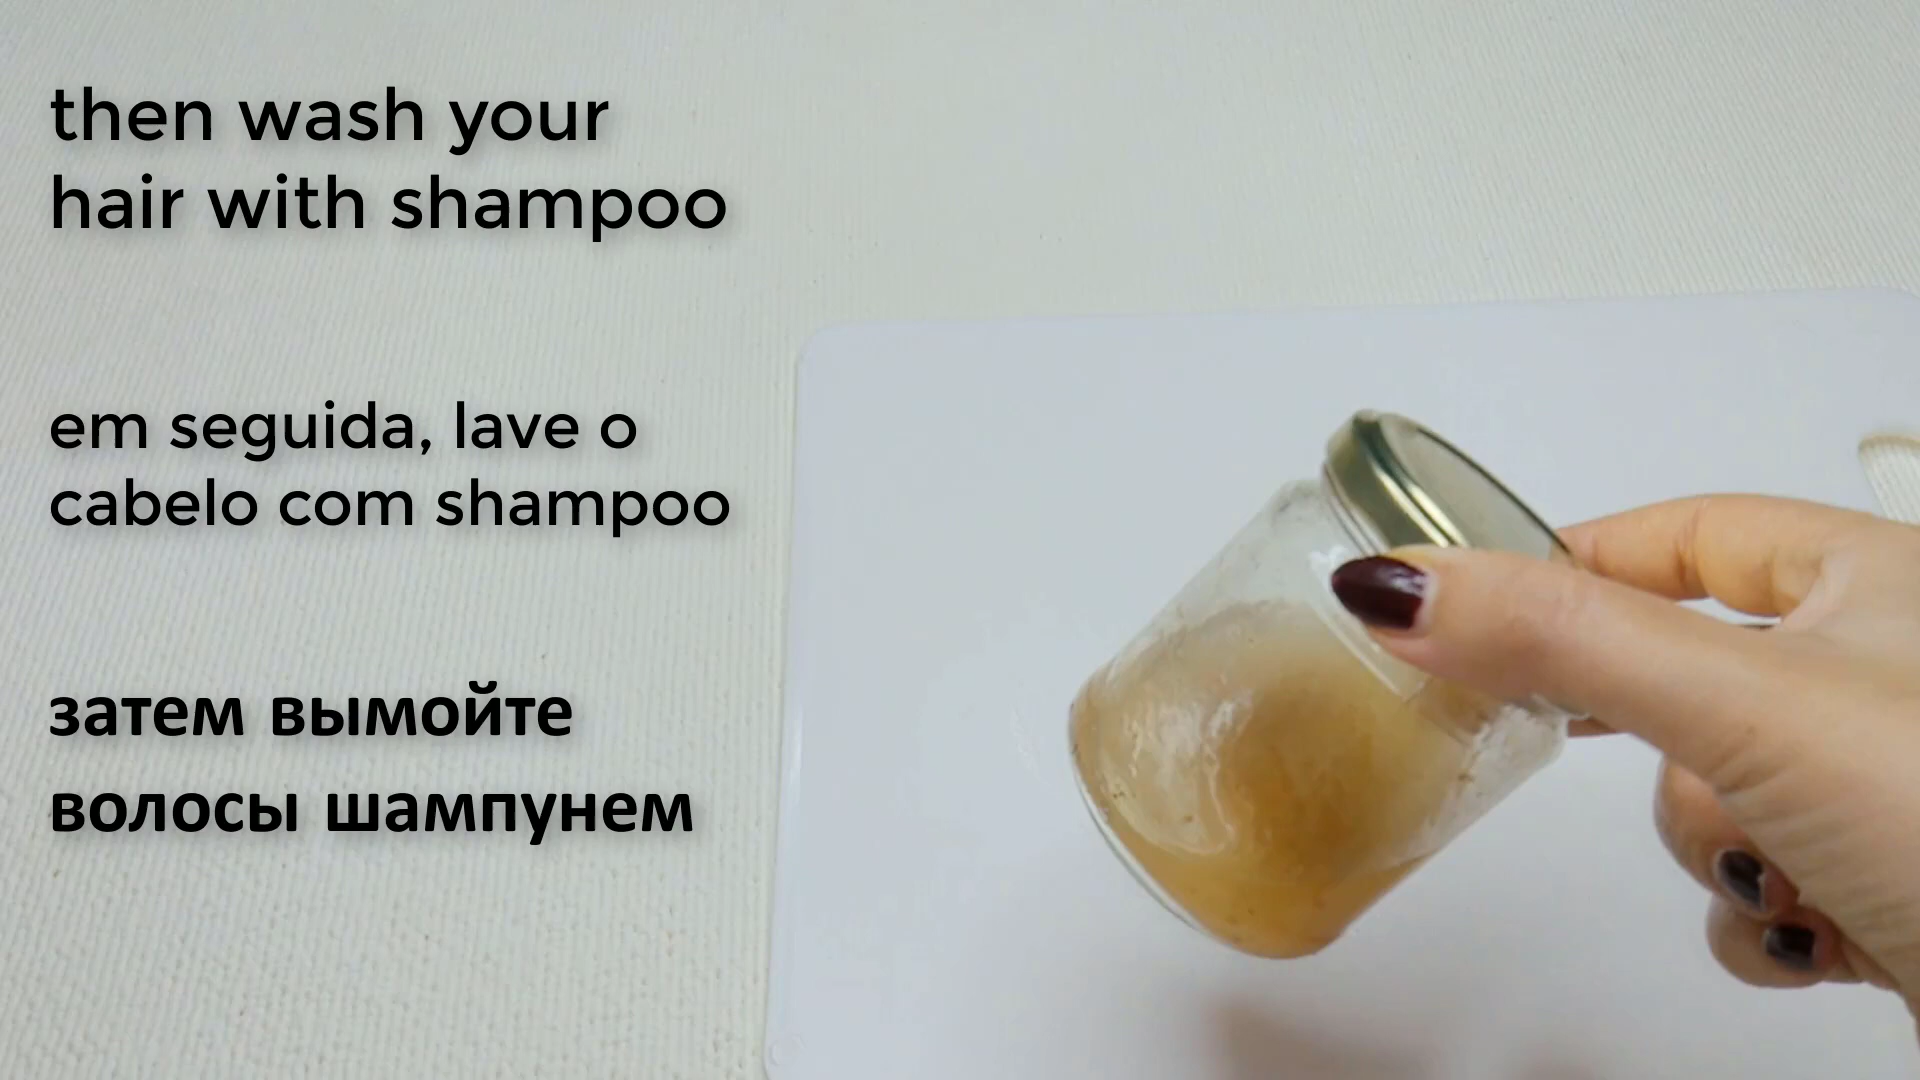 then wash your
hair with shampoo
em seguida, lave o
cabelo com shampoo
затем вымойте
волосы шампунем